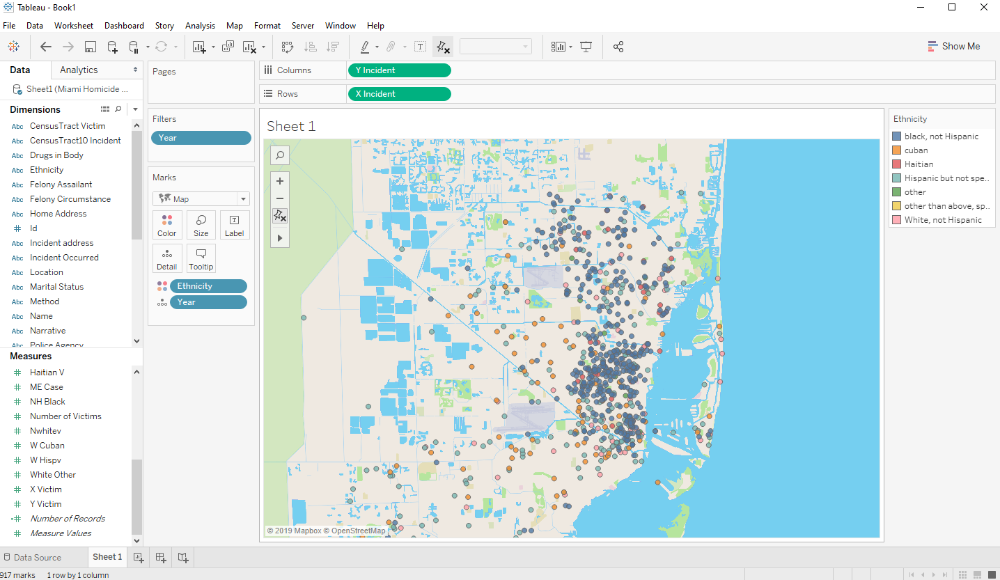 Tableau - Book1
File Data Worksheet Dashboard Story Analysis Map Format Server Window Help
Show Me
Data Analytics
Sheet1 (Miami Homicide ...
Dimensions
Abc CensusTract Victim
Abc CensusTract10 Incident
Abc Drugs in Body
Abc Ethnicity
Abc Felony Assailant
Abc Felony Circumstance
Abc Home Address
# Id
Abc Incident address
Abc Incident Occurred
Abc Location
Abc Marital Status
Abc Method
Abc Name
Abc Narrative
Abc Police Agency
Measures
# Haitian V
# ME Case
# NH Black
# Number of Victims
# Nwhitev
# W Cuban
# W Hispv
# White Other
# X Victim
# Y Victim
=# Number of Records
# Measure Values
Pages
Filters
Year
Marks
Map
Color Size Label
Detail Tooltip
Ethnicity
Year
Columns Y Incident
Rows X Incident
Sheet 1
© 2019 Mapbox © OpenStreetMap
Ethnicity
black, not Hispanic
cuban
Haitian
Hispanic but not spe..
other
other than above, sp..
White, not Hispanic
Data Source Sheet 1
917 marks 1 row by 1 column